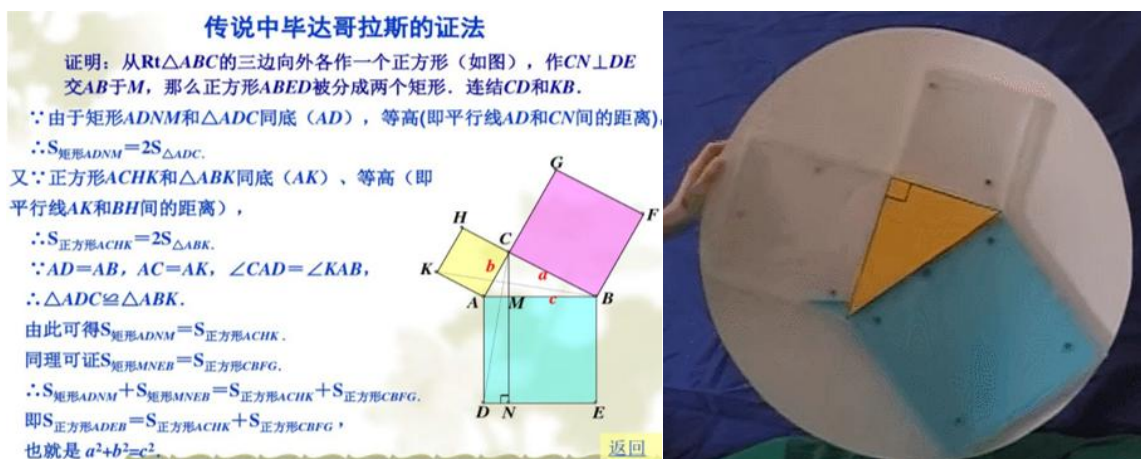 传说中毕达哥拉斯的证法
证明：从Rt△ABC的三边向外各作一个正方形（如图），作CN⊥DE
交AB于M，那么正方形ABED被分成两个矩形．连结CD和KB．
∵由于矩形ADNM和△ADC同底（AD），等高(即平行线AD和CN间的距离),
∴S矩形ADNM＝2S△ADC.
又∵正方形ACHK和△ABK同底（AK）、等高（即
平行线AK和BH间的距离），
∴S正方形ACHK＝2S△ABK.
∵AD＝AB，AC＝AK，∠CAD＝∠KAB，
∴△ADC≌△ABK．
由此可得S矩形ADNM＝S正方形ACHK．
同理可证S矩形MNEB＝S正方形CBFG.
∴S矩形ADNM＋S矩形MNEB＝S正方形ACHK＋S正方形CBFG.
即S正方形ADEB＝S正方形ACHK＋S正方形CBFG，
也就是 a²+b²=c².
G
F
H
C
K
b
a
A
M
c
B
D
N
E
返回